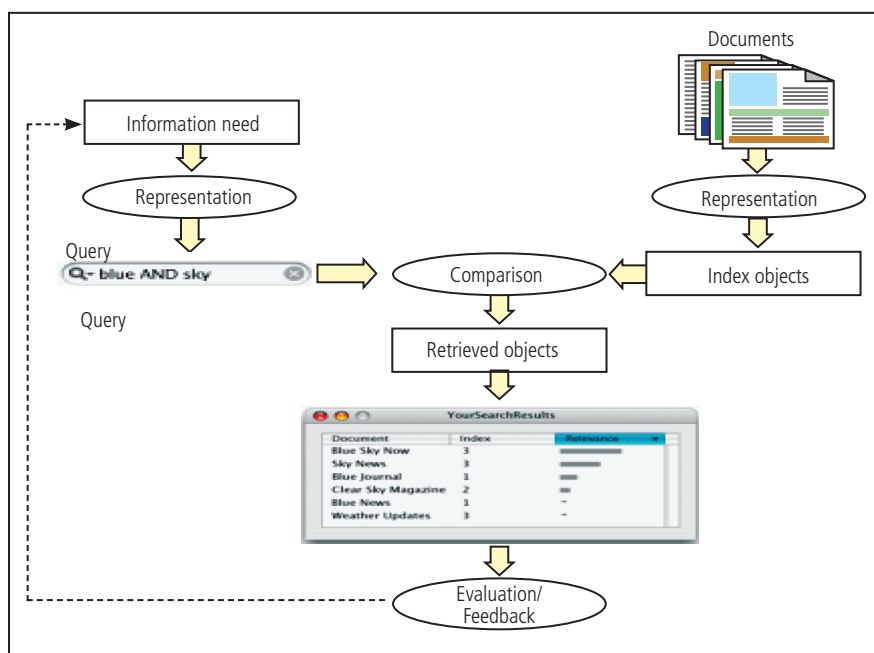 Documents
Information need
Representation
Representation
Query
blue AND sky
Comparison
Index objects
Query
Retrieved objects
YourSearchResults
Document Index Relevance
Blue Sky Now 3
Sky News 3
Blue Journal 1
Clear Sky Magazine 2
Blue News 1
Weather Updates 3
Evaluation/
Feedback